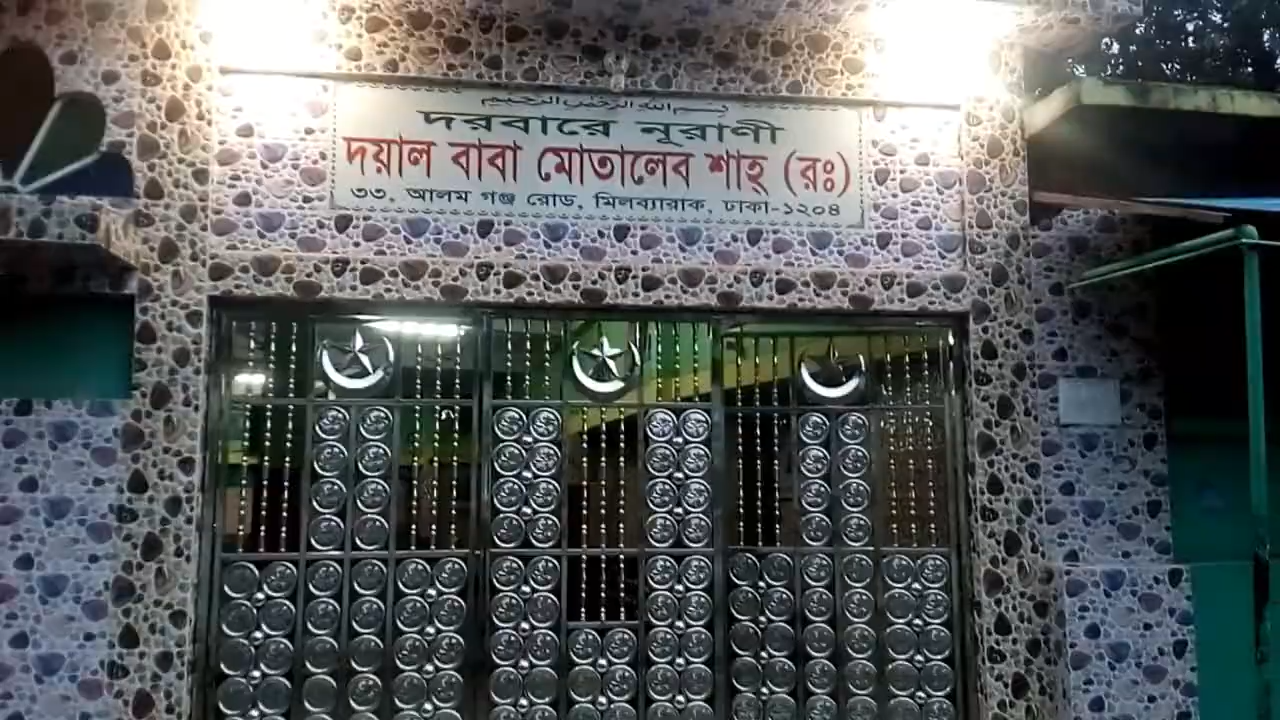 بسم الله الرحمن الرحيم
দরবারে নূরাণী
দয়াল বাবা মোতালেব শাহ্ (রঃ)
৩৩, আলম গঞ্জ রোড, মিলব্যারাক, ঢাকা-১২০৪